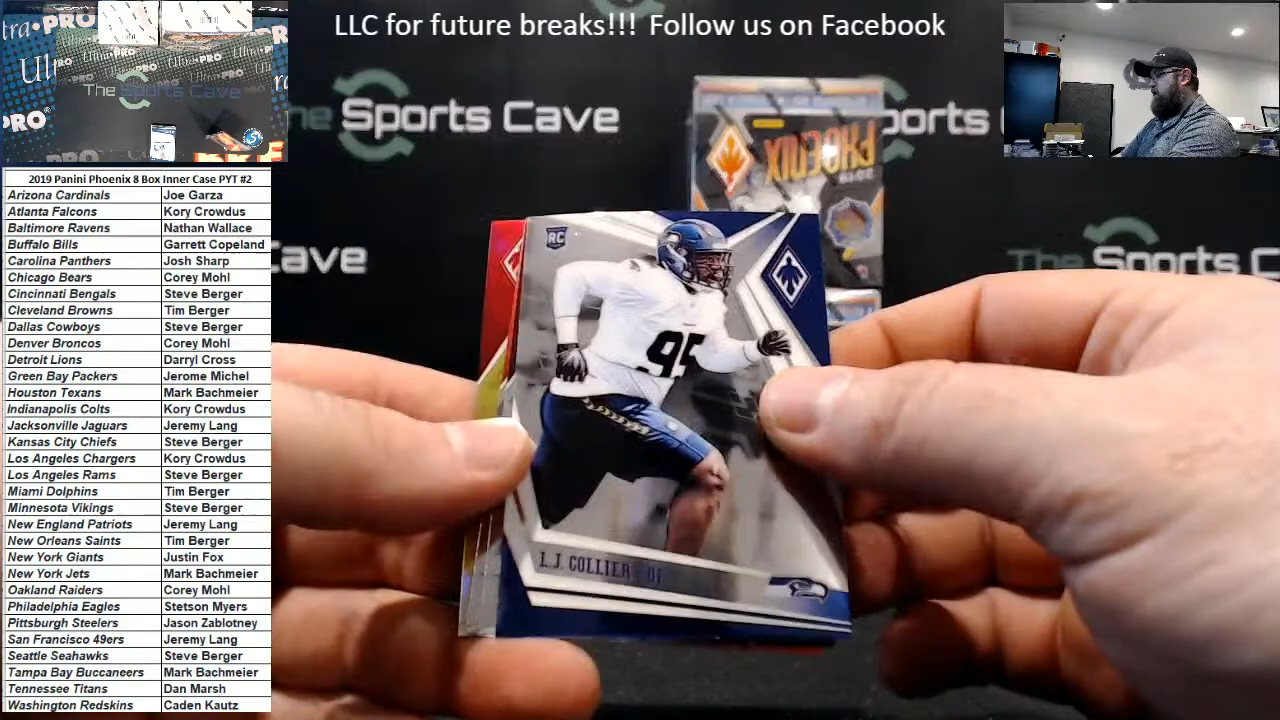 LLC for future breaks!!! Follow us on Facebook
The Sports Cave
ports
Cave
2019 Panini Phoenix 8 Box Inner Case PYT #2
Arizona Cardinals Joe Garza
Atlanta Falcons Kory Crowdus
Baltimore Ravens Nathan Wallace
Buffalo Bills Garrett Copeland
Carolina Panthers Josh Sharp
Chicago Bears Corey Mohl
Cincinnati Bengals Steve Berger
Cleveland Browns Tim Berger
Dallas Cowboys Steve Berger
Denver Broncos Corey Mohl
Detroit Lions Darryl Cross
Green Bay Packers Jerome Michel
Houston Texans Mark Bachmeier
Indianapolis Colts Kory Crowdus
Jacksonville Jaguars Jeremy Lang
Kansas City Chiefs Steve Berger
Los Angeles Chargers Kory Crowdus
Los Angeles Rams Steve Berger
Miami Dolphins Tim Berger
Minnesota Vikings Steve Berger
New England Patriots Jeremy Lang
New Orleans Saints Tim Berger
New York Giants Justin Fox
New York Jets Mark Bachmeier
Oakland Raiders Corey Mohl
Philadelphia Eagles Stetson Myers
Pittsburgh Steelers Jason Zablotney
San Francisco 49ers Jeremy Lang
Seattle Seahawks Steve Berger
Tampa Bay Buccaneers Mark Bachmeier
Tennessee Titans Dan Marsh
Washington Redskins Caden Kautz
The Sports Cave
PRO
PHOENIX
2019
RC
95
L.J. COLLIER